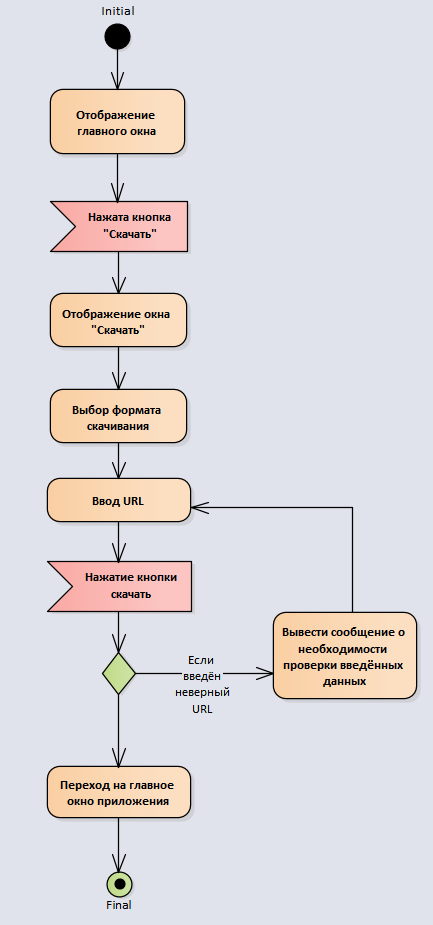 Initial
Отображение
главного окна
Нажата кнопка
"Скачать"
Отображение окна
"Скачать"
Выбор формата
скачивания
Ввод URL
Нажатие кнопки
скачать
Если
введён
неверный
URL
Вывести сообщение о
необходимости
проверки введённых
данных
Переход на главное
окно приложения
Final